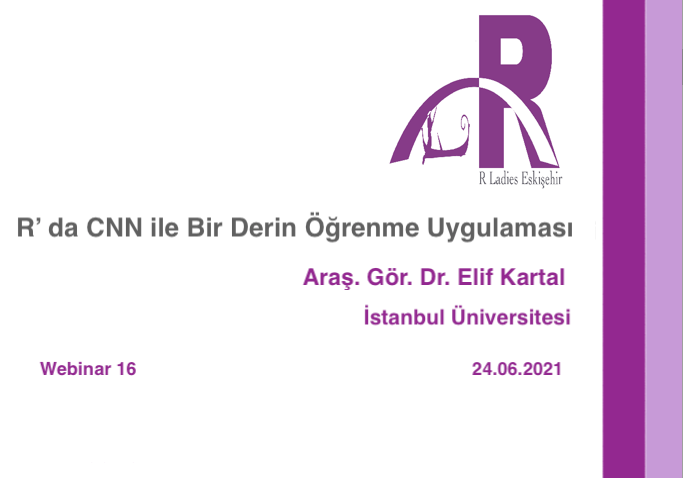 R
R Ladies Eskişehir
R' da CNN ile Bir Derin Öğrenme Uygulaması
Araş. Gör. Dr. Elif Kartal
İstanbul Üniversitesi
Webinar 16
24.06.2021